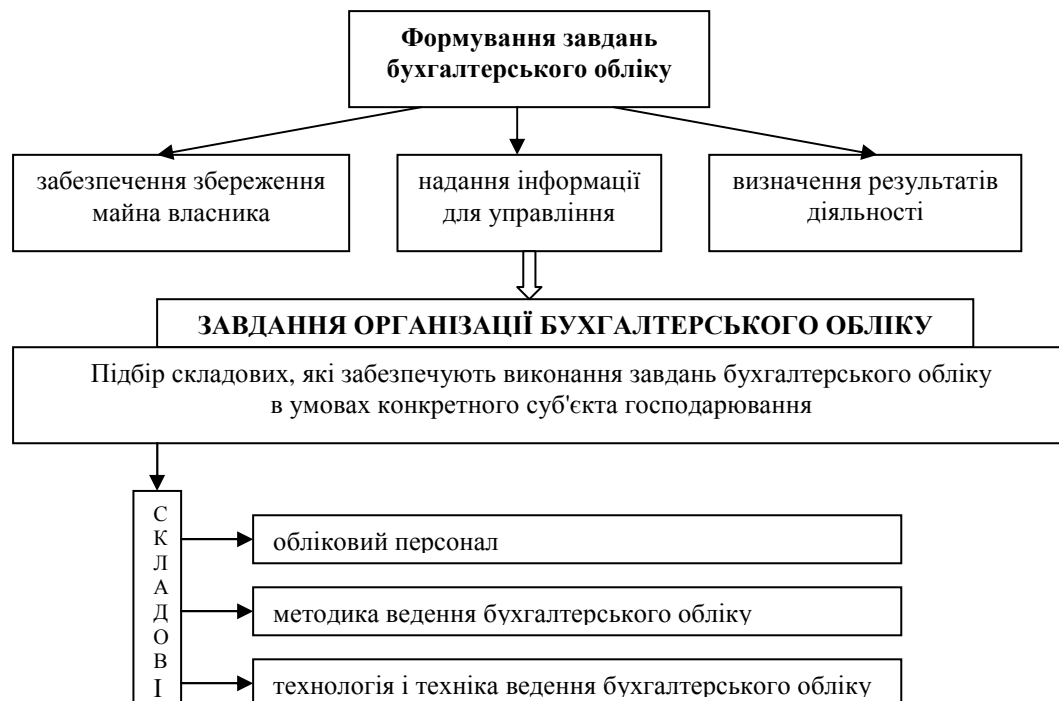 Формування завдань
бухгалтерського обліку
забезпечення збереження
майна власника
надання інформації
для управління
визначення результатів
діяльності
ЗАВДАННЯ ОРГАНІЗАЦІЇ БУХГАЛТЕРСЬКОГО ОБЛІКУ
Підбір складових, які забезпечують виконання завдань бухгалтерського обліку
в умовах конкретного суб'єкта господарювання
СКЛАДОВІ
обліковий персонал
методика ведення бухгалтерського обліку
технологія і техніка ведення бухгалтерського обліку